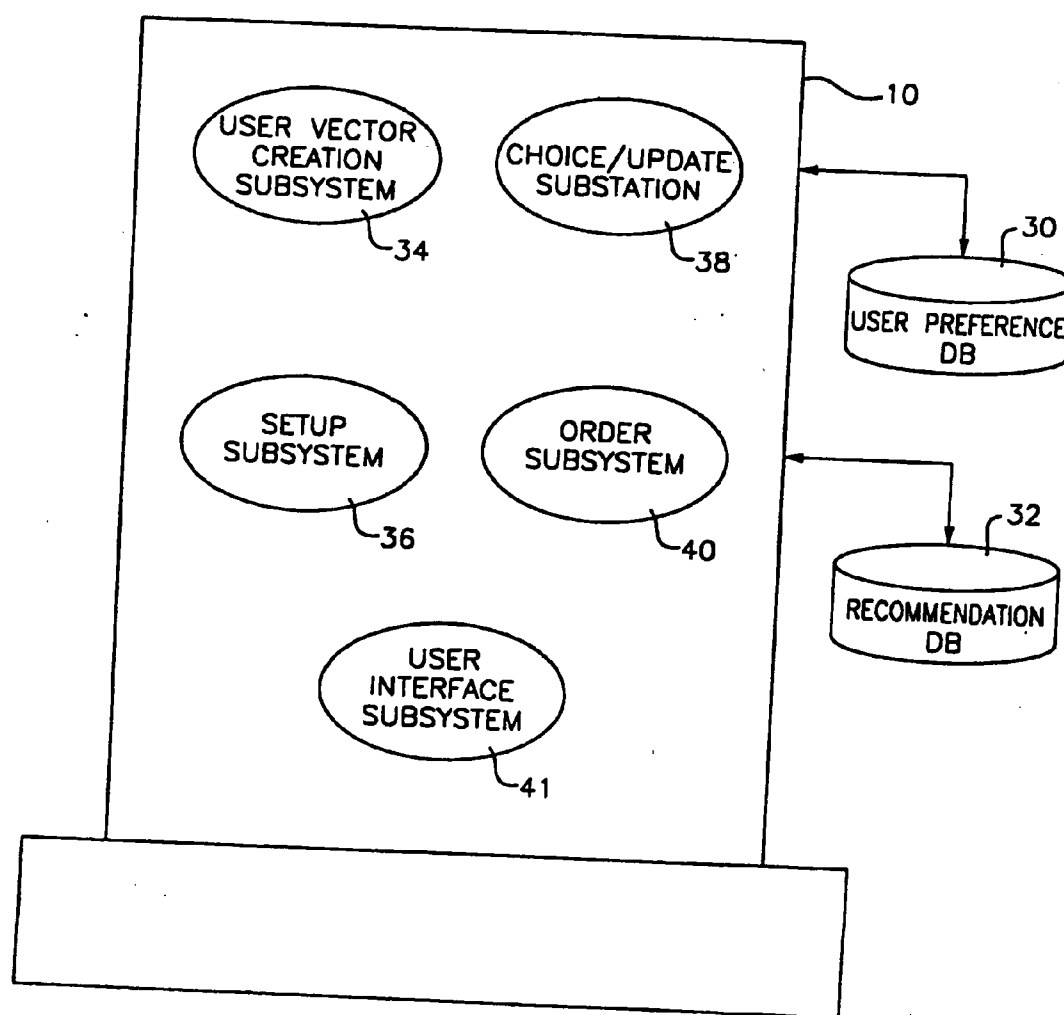 USER VECTOR
CREATION
SUBSYSTEM
34
CHOICE/UPDATE
SUBSTATION
38
10
30
USER PREFERENCE
DB
SETUP
SUBSYSTEM
36
ORDER
SUBSYSTEM
40
32
RECOMMENDATION
DB
USER
INTERFACE
SUBSYSTEM
41